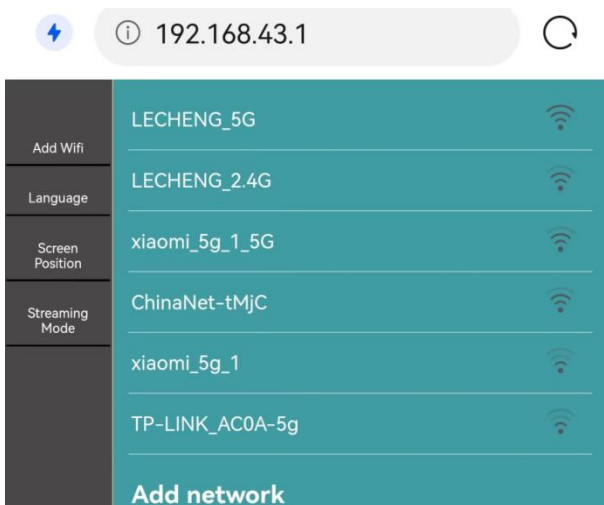 192.168.43.1
Add Wifi
Language
Screen
Position
Streaming
Mode
LECHENG_5G
LECHENG_2.4G
xiaomi_5g_1_5G
ChinaNet-tMjC
xiaomi_5g_1
TP-LINK_AC0A-5g
Add network